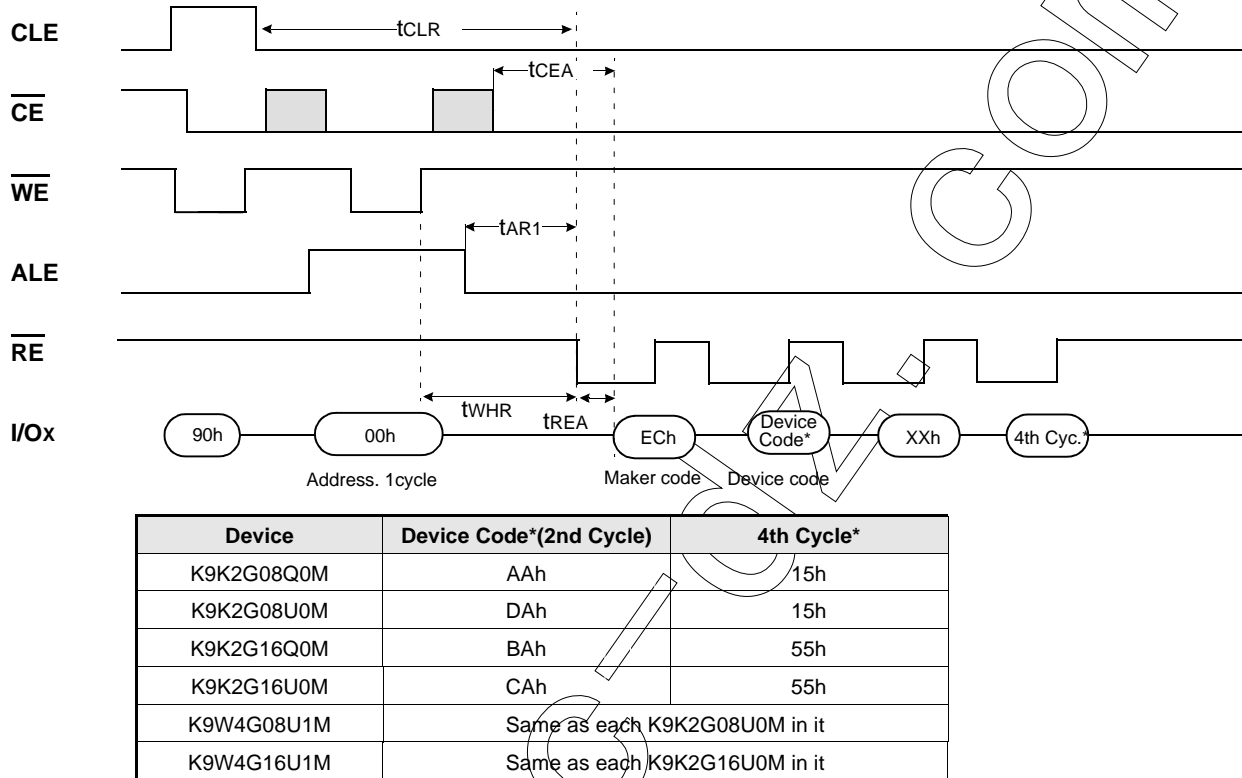 CLE
tCLR
tCEA
CE
WE
tAR1
ALE
RE
tWHR
tREA
I/Ox
90h
00h
ECh
Device
Code*
XXh
4th Cyc.*
Address. 1cycle
Maker code
Device code
Device Device Code*(2nd Cycle) 4th Cycle*
K9K2G08Q0M AAh 15h
K9K2G08U0M DAh 15h
K9K2G16Q0M BAh 55h
K9K2G16U0M CAh 55h
K9W4G08U1M Same as each K9K2G08U0M in it
K9W4G16U1M Same as each K9K2G16U0M in it